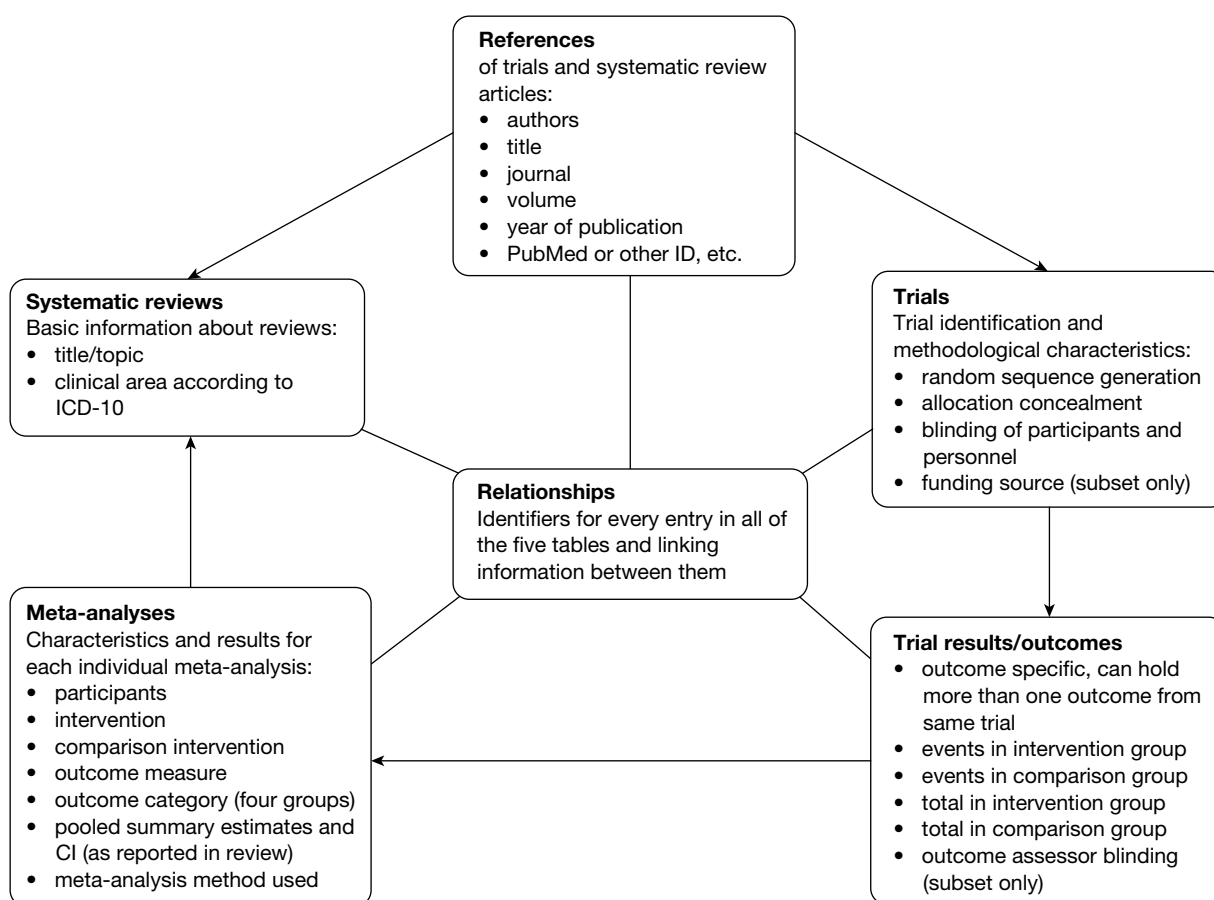 References
of trials and systematic review
articles:
• authors
• title
• journal
• volume
• year of publication
• PubMed or other ID, etc.
Systematic reviews
Basic information about reviews:
• title/topic
• clinical area according to
ICD-10
Trials
Trial identification and
methodological characteristics:
• random sequence generation
• allocation concealment
• blinding of participants and
personnel
• funding source (subset only)
Relationships
Identifiers for every entry in all of
the five tables and linking
information between them
Meta-analyses
Characteristics and results for
each individual meta-analysis:
• participants
• intervention
• comparison intervention
• outcome measure
• outcome category (four groups)
• pooled summary estimates and
CI (as reported in review)
• meta-analysis method used
Trial results/outcomes
• outcome specific, can hold
more than one outcome from
same trial
• events in intervention group
• events in comparison group
• total in intervention group
• total in comparison group
• outcome assessor blinding
(subset only)